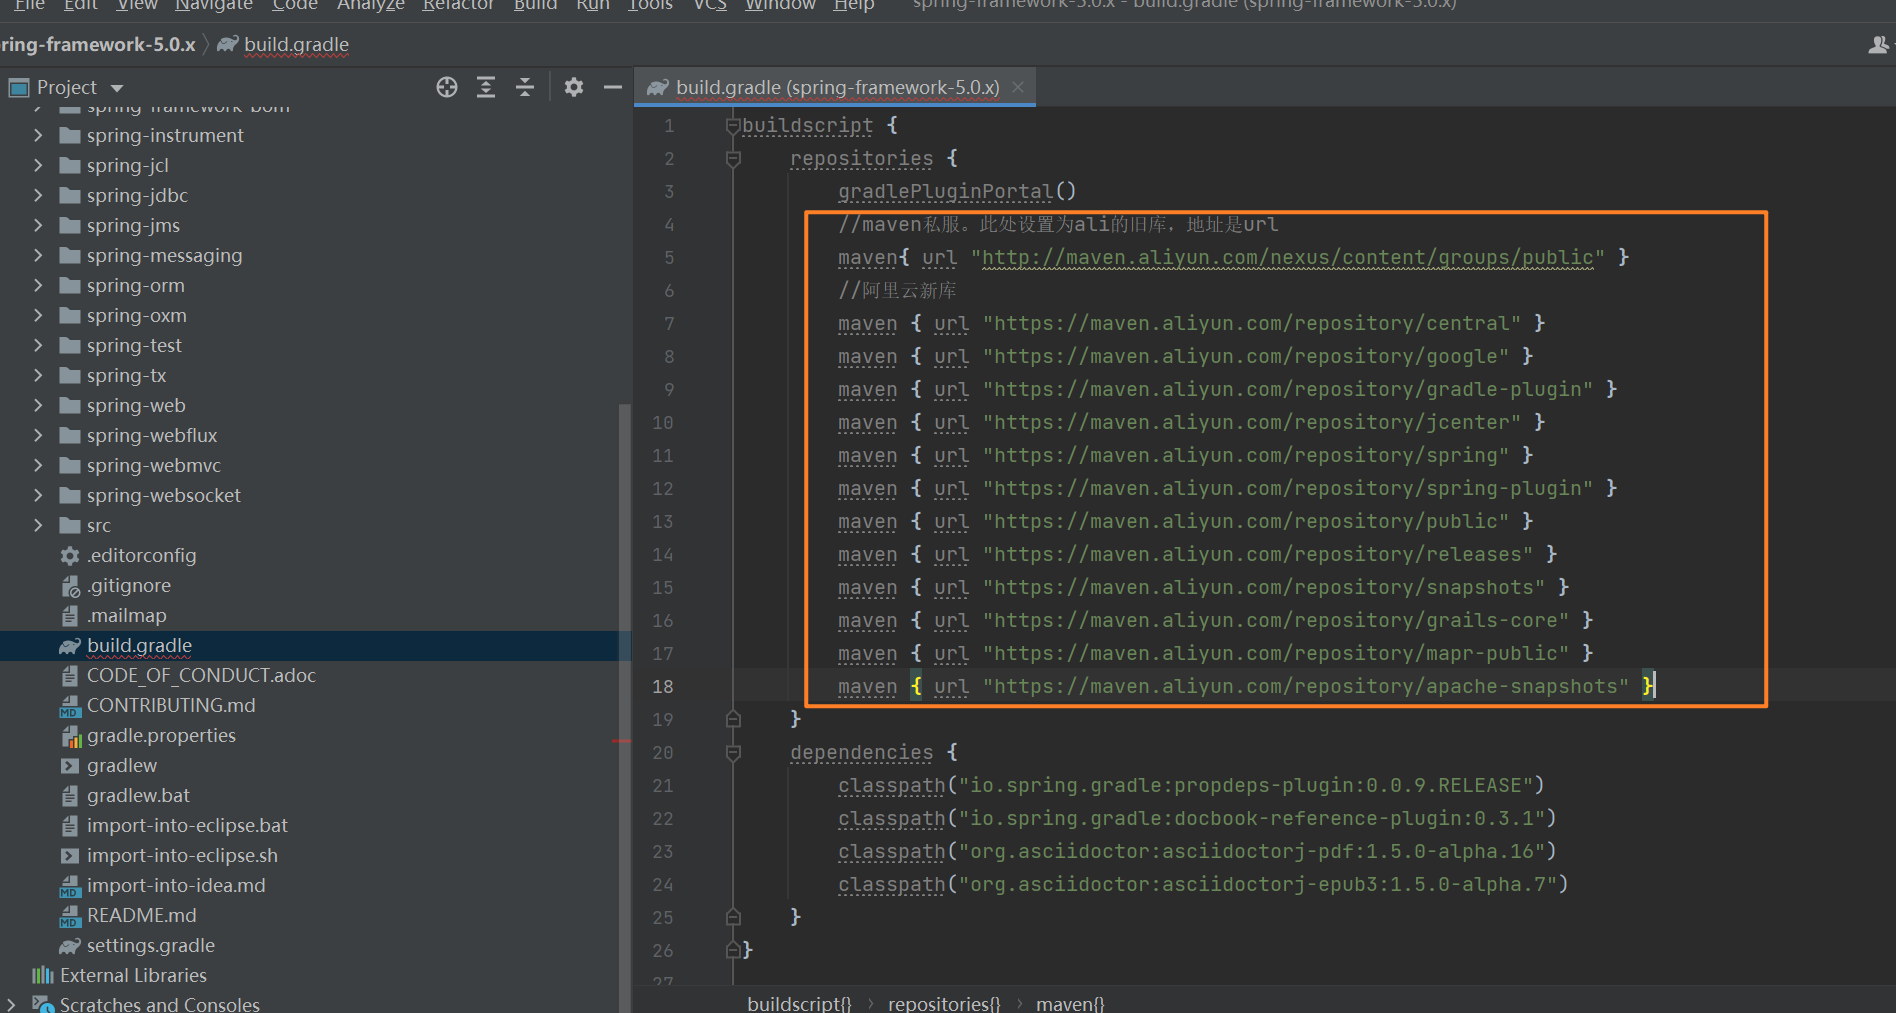 File Edit View Navigate Code Analyze Refactor Build Run Tools VCS Window Help spring-framework-5.0.x - build.gradle (spring-framework-5.0.x)
ring-framework-5.0.x build.gradle
Project
spring-framework-bom
spring-instrument
spring-jcl
spring-jdbc
spring-jms
spring-messaging
spring-orm
spring-oxm
spring-test
spring-tx
spring-web
spring-webflux
spring-webmvc
spring-websocket
src
.editorconfig
.gitignore
.mailmap
build.gradle
CODE_OF_CONDUCT.adoc
CONTRIBUTING.md
gradle.properties
gradlew
gradlew.bat
import-into-eclipse.bat
import-into-eclipse.sh
import-into-idea.md
README.md
settings.gradle
External Libraries
Scratches and Consoles
build.gradle (spring-framework-5.0.x)
1 buildscript {
2 repositories {
3 gradlePluginPortal()
4 //maven私服。此处设置为ali的旧库，地址是url
5 maven{ url "http://maven.aliyun.com/nexus/content/groups/public" }
6 //阿里云新库
7 maven { url "https://maven.aliyun.com/repository/central" }
8 maven { url "https://maven.aliyun.com/repository/google" }
9 maven { url "https://maven.aliyun.com/repository/gradle-plugin" }
10 maven { url "https://maven.aliyun.com/repository/jcenter" }
11 maven { url "https://maven.aliyun.com/repository/spring" }
12 maven { url "https://maven.aliyun.com/repository/spring-plugin" }
13 maven { url "https://maven.aliyun.com/repository/public" }
14 maven { url "https://maven.aliyun.com/repository/releases" }
15 maven { url "https://maven.aliyun.com/repository/snapshots" }
16 maven { url "https://maven.aliyun.com/repository/grails-core" }
17 maven { url "https://maven.aliyun.com/repository/mapr-public" }
18 maven { url "https://maven.aliyun.com/repository/apache-snapshots" }
19 }
20 dependencies {
21 classpath("io.spring.gradle:propdeps-plugin:0.0.9.RELEASE")
22 classpath("io.spring.gradle:docbook-reference-plugin:0.3.1")
23 classpath("org.asciidoctor:asciidoctorj-pdf:1.5.0-alpha.16")
24 classpath("org.asciidoctor:asciidoctorj-epub3:1.5.0-alpha.7")
25 }
26 }
27
buildscript{} › repositories{} › maven{}